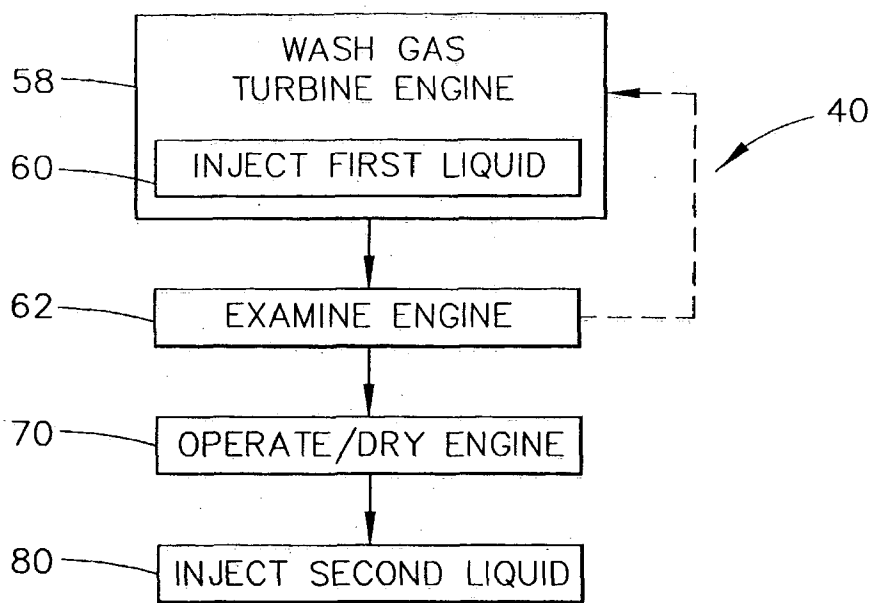 WASH GAS
TURBINE ENGINE
58
40
60
INJECT FIRST LIQUID
62
EXAMINE ENGINE
70
OPERATE/DRY ENGINE
80
INJECT SECOND LIQUID